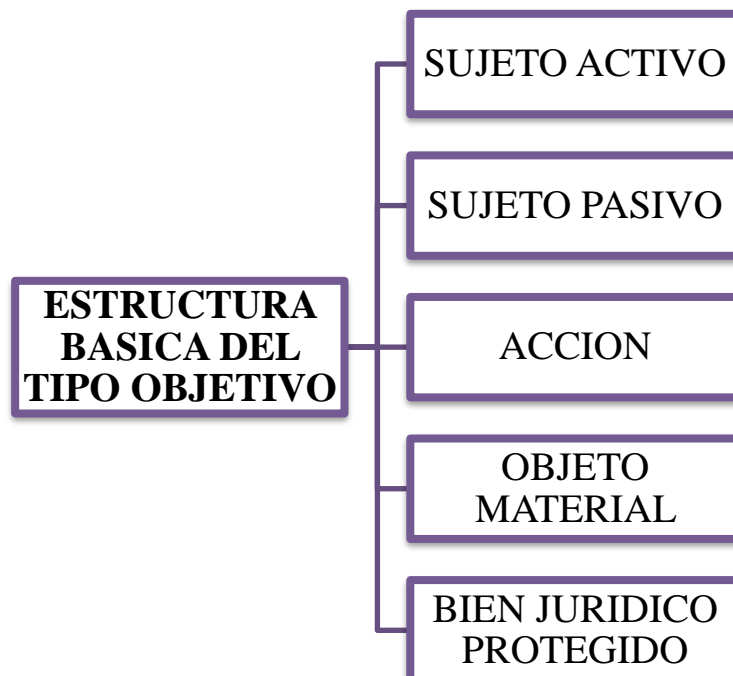 ESTRUCTURA
BASICA DEL
TIPO OBJETIVO
SUJETO ACTIVO
SUJETO PASIVO
ACCION
OBJETO
MATERIAL
BIEN JURIDICO
PROTEGIDO